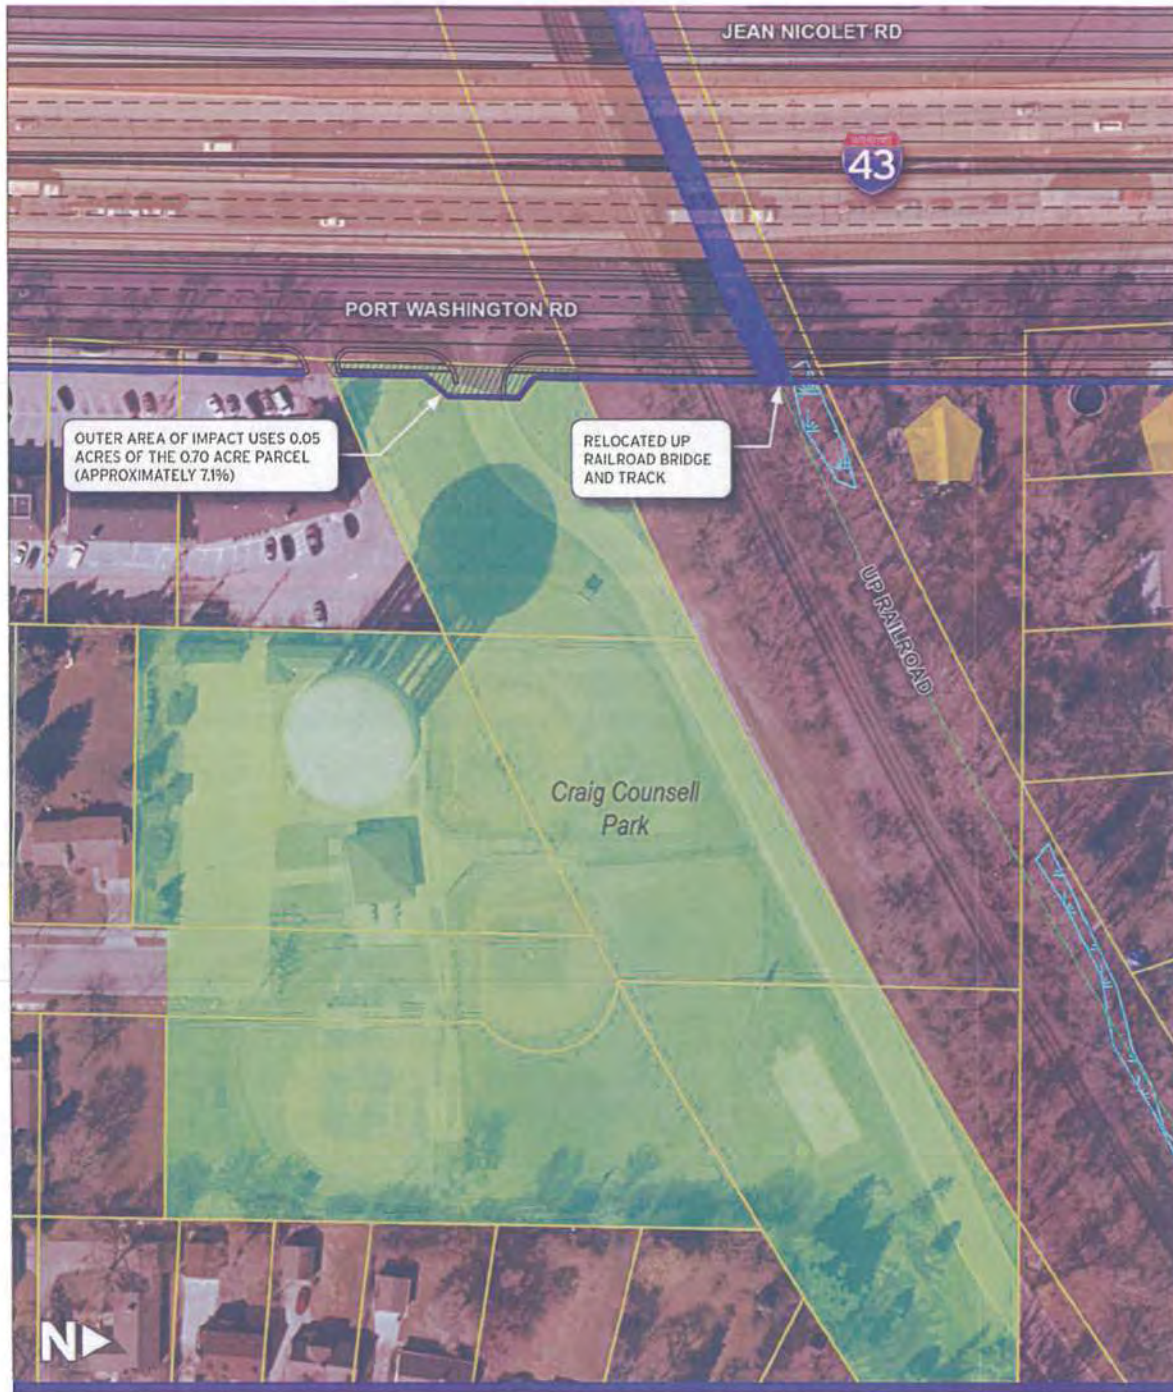 JEAN NICOLET RD
INTERSTATE
43
PORT WASHINGTON RD
OUTER AREA OF IMPACT USES 0.05
ACRES OF THE 0.70 ACRE PARCEL
(APPROXIMATELY 7.1%)
RELOCATED UP
RAILROAD BRIDGE
AND TRACK
UP RAILROAD
Craig Counsell
Park
N